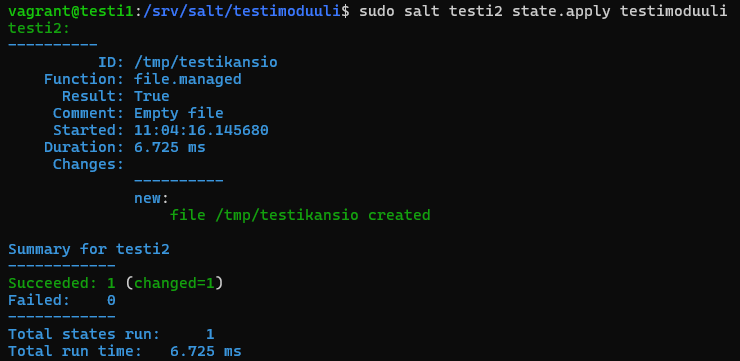 vagrant@testi1:/srv/salt/testimoduuli$ sudo salt testi2 state.apply testimoduuli
testi2:
----------
          ID: /tmp/testikansio
    Function: file.managed
      Result: True
     Comment: Empty file
     Started: 11:04:16.145680
    Duration: 6.725 ms
     Changes:
              ----------
              new:
                  file /tmp/testikansio created

Summary for testi2
------------
Succeeded: 1 (changed=1)
Failed:    0
------------
Total states run:     1
Total run time:   6.725 ms